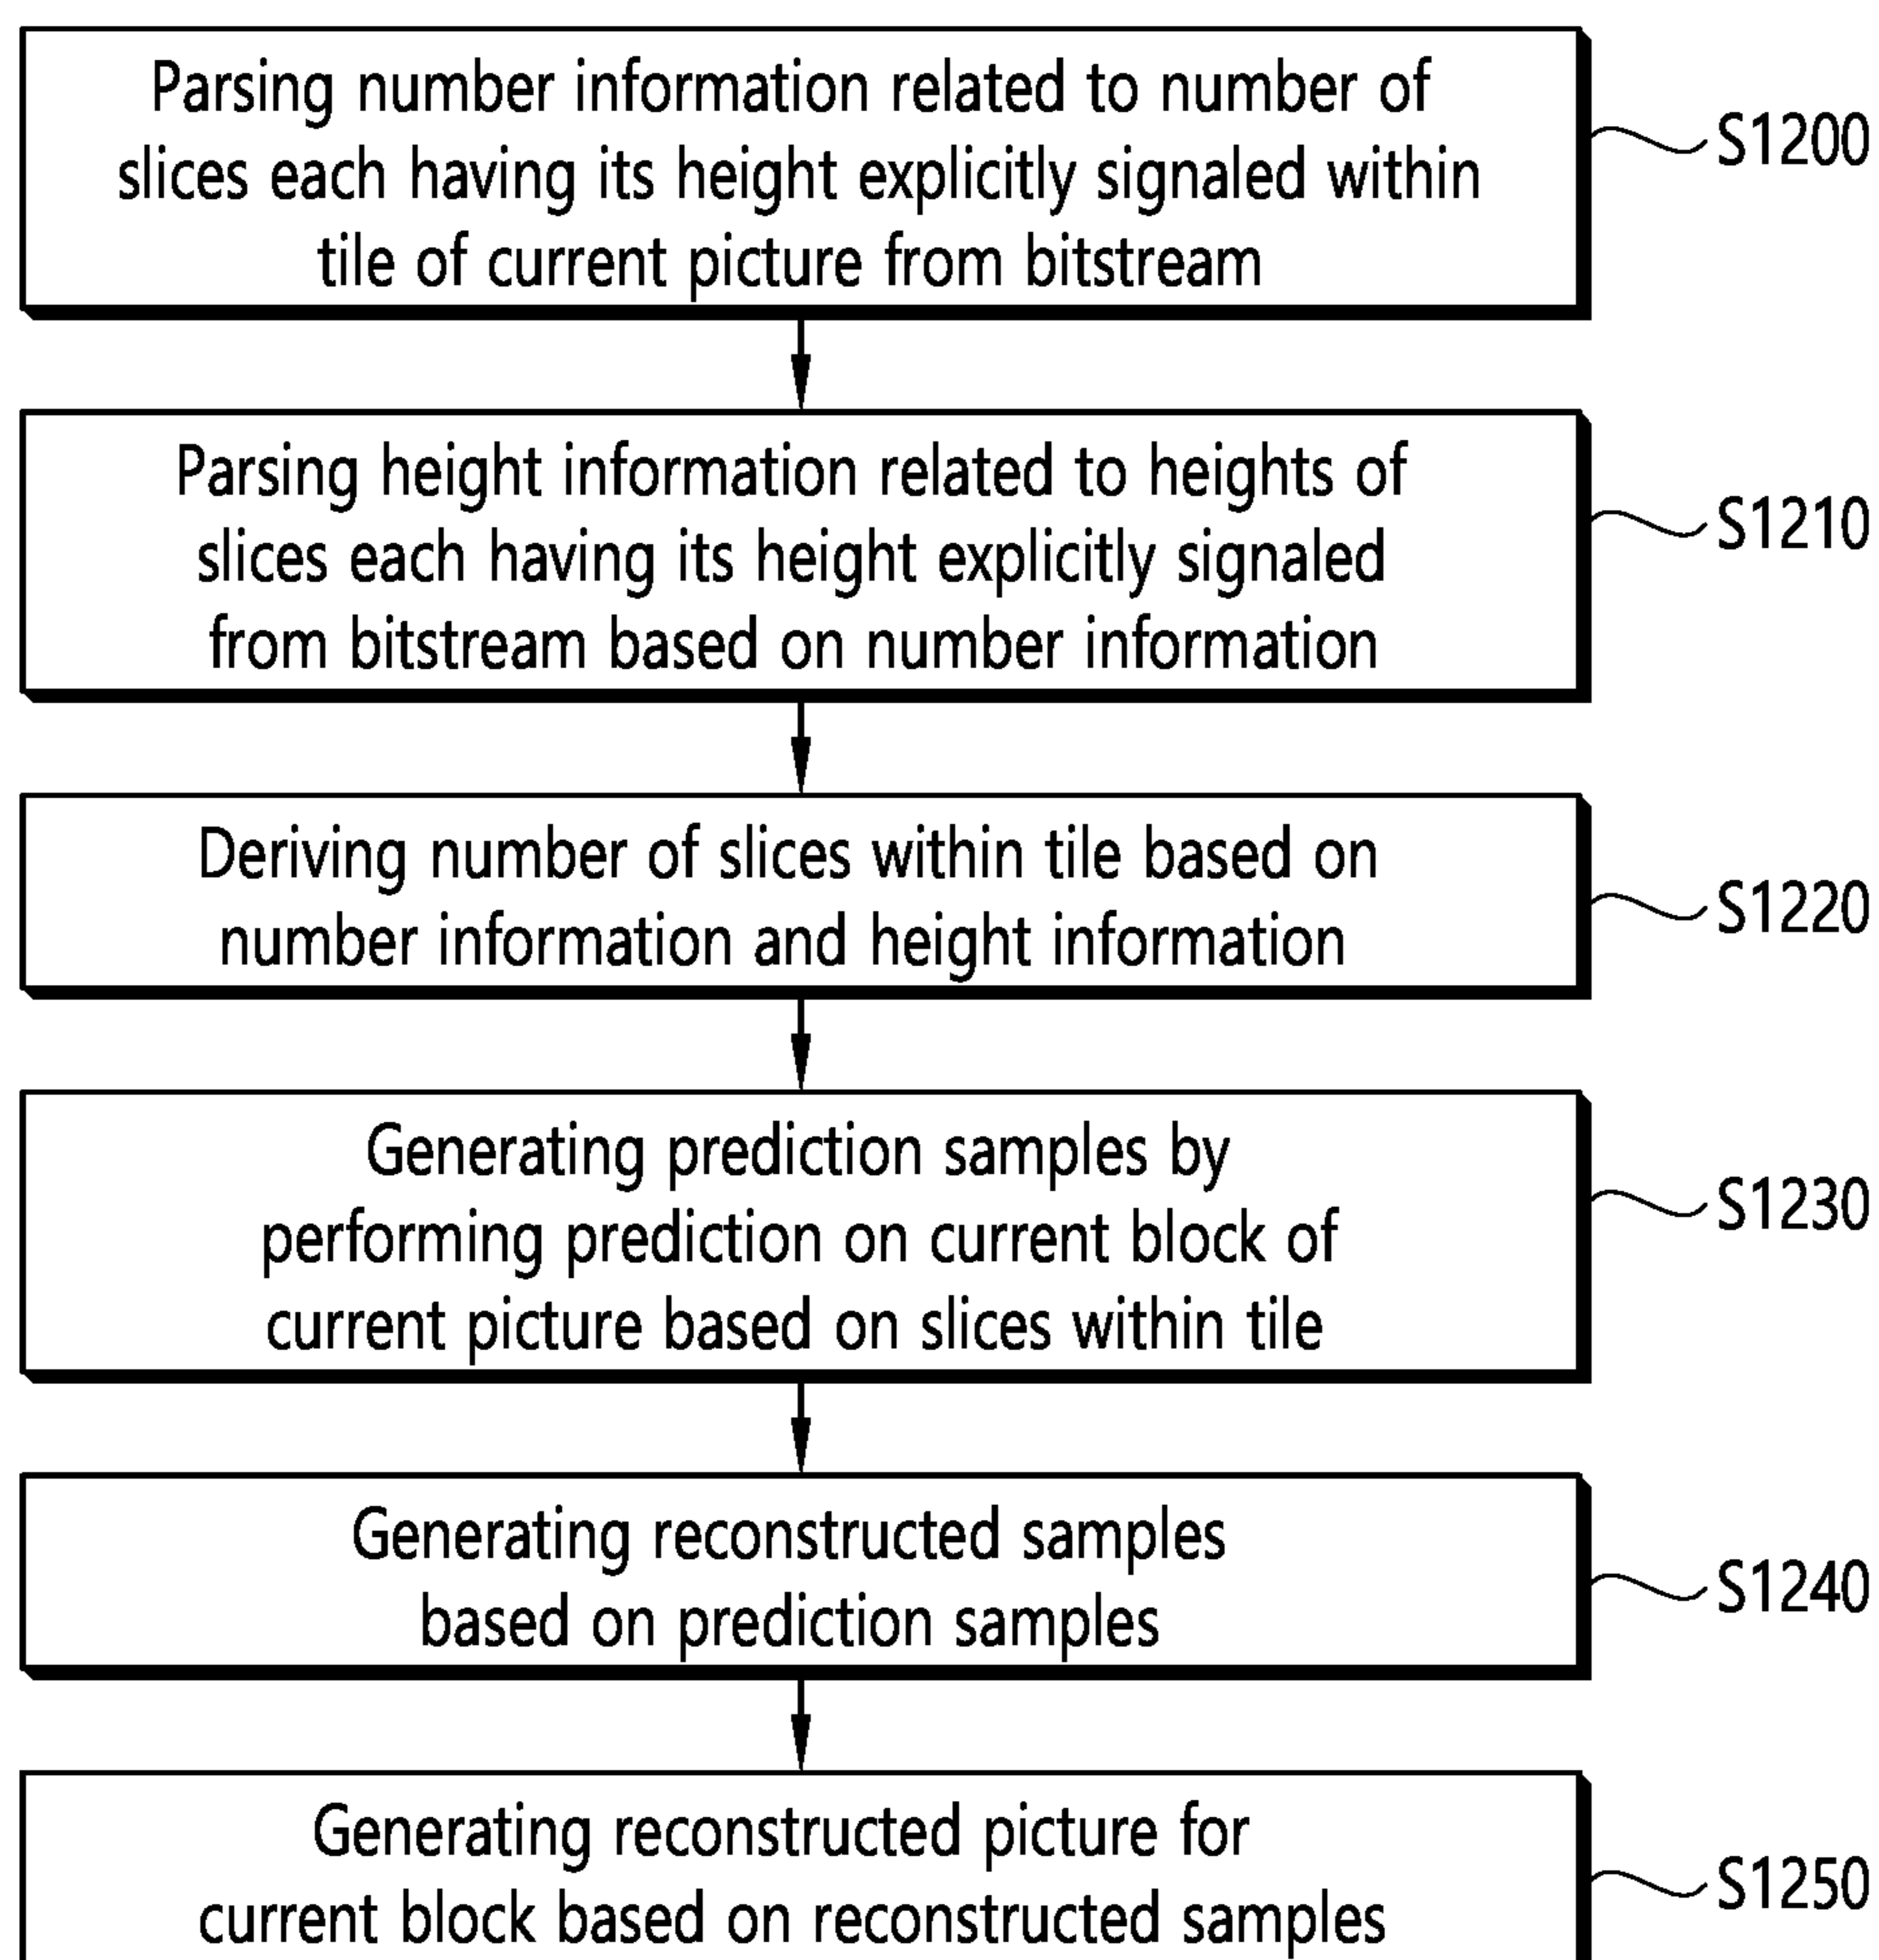 Parsing number information related to number of
slices each having its height explicitly signaled within
tile of current picture from bitstream
S1200
Parsing height information related to heights of
slices each having its height explicitly signaled
from bitstream based on number information
S1210
Deriving number of slices within tile based on
number information and height information
S1220
Generating prediction samples by
performing prediction on current block of
current picture based on slices within tile
S1230
Generating reconstructed samples
based on prediction samples
S1240
Generating reconstructed picture for
current block based on reconstructed samples
S1250